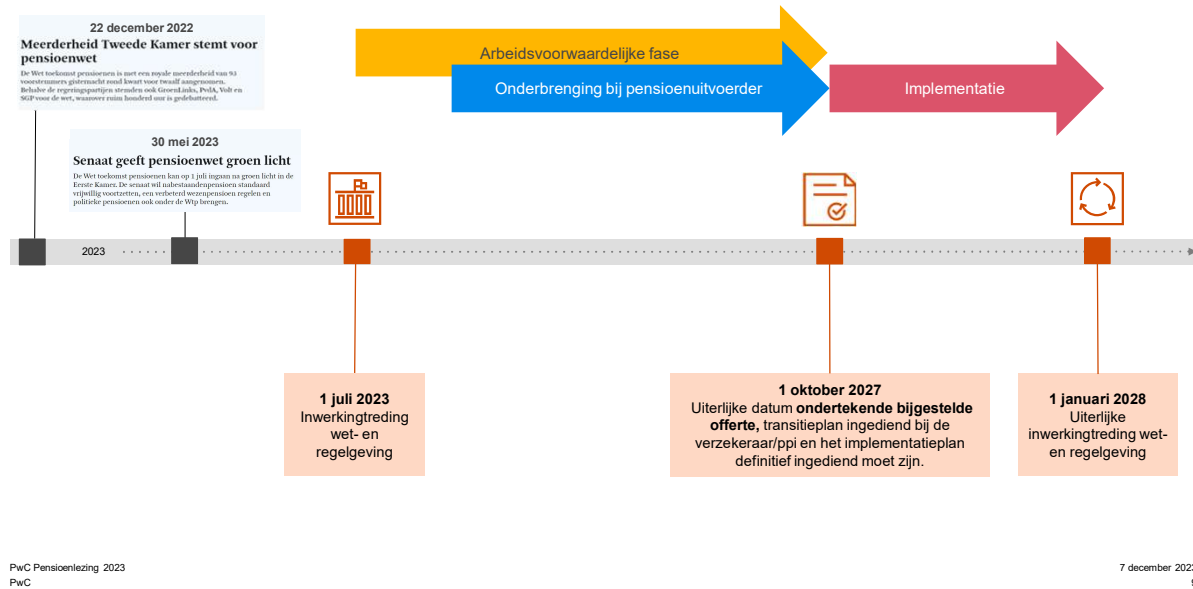 22 december 2022
Meerderheid Tweede Kamer stemt voor
pensioenwet
De Wet toekomst pensioenen is met een royale meerderheid van 93
voorstemmers gisternacht rond kwart voor twaalf aangenomen.
Behalve de regeringspartijen stemden ook GroenLinks, PvdA, Volt en
SGP voor de wet, waarover ruim honderd uur is gedebatteerd.
30 mei 2023
Senaat geeft pensioenwet groen licht
De Wet toekomst pensioenen kan op 1 juli ingaan na groen licht in de
Eerste Kamer. De senaat wil nabestaandenpensioen standaard
vrijwillig voortzetten, een verbeterd wezenpensioen regelen en
politieke pensioenen ook onder de Wtp brengen.
Arbeidsvoorwaardelijke fase
Onderbrenging bij pensioenuitvoerder
Implementatie
2023
1 juli 2023
Inwerkingtreding
wet- en
regelgeving
1 oktober 2027
Uiterlijke datum ondertekende bijgestelde
offerte, transitieplan ingediend bij de
verzekeraar/ppi en het implementatieplan
definitief ingediend moet zijn.
1 januari 2028
Uiterlijke
inwerkingtreding wet-
en regelgeving
PwC Pensioenlezing 2023
PwC
7 december 2023
9